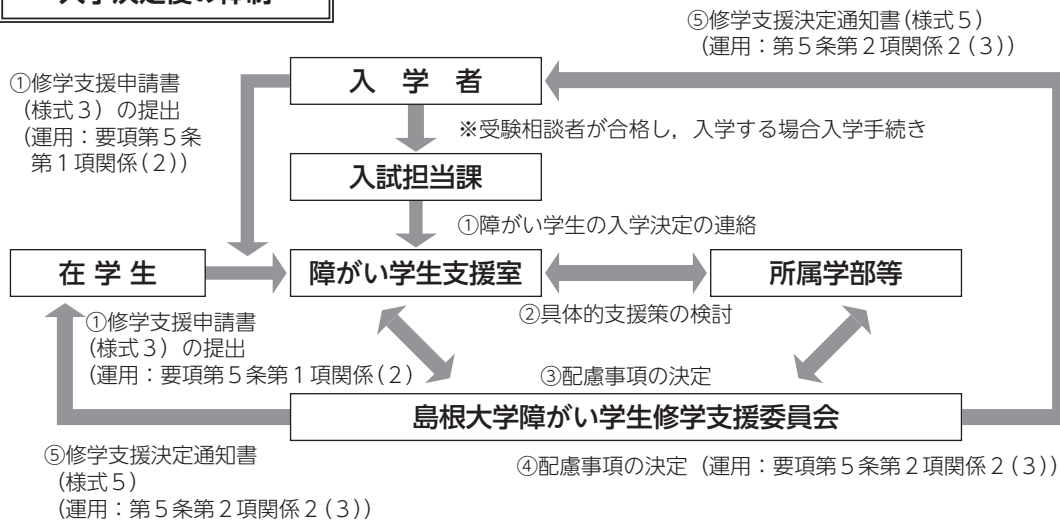 ⑤修学支援決定通知書(様式5)
(運用：第5条第2項関係2(3))
①修学支援申請書
(様式3) の提出
(運用：要項第5条
第1項関係(2))
入 学 者
※受験相談者が合格し，入学する場合入学手続き
入試担当課
①障がい学生の入学決定の連絡
在 学 生
障がい学生支援室
所属学部等
②具体的支援策の検討
①修学支援申請書
(様式3) の提出
(運用：要項第5条第1項関係(2)
③配慮事項の決定
島根大学障がい学生修学支援委員会
⑤修学支援決定通知書
(様式5)
(運用：第5条第2項関係2(3))
④配慮事項の決定 (運用：要項第5条第2項関係2(3))